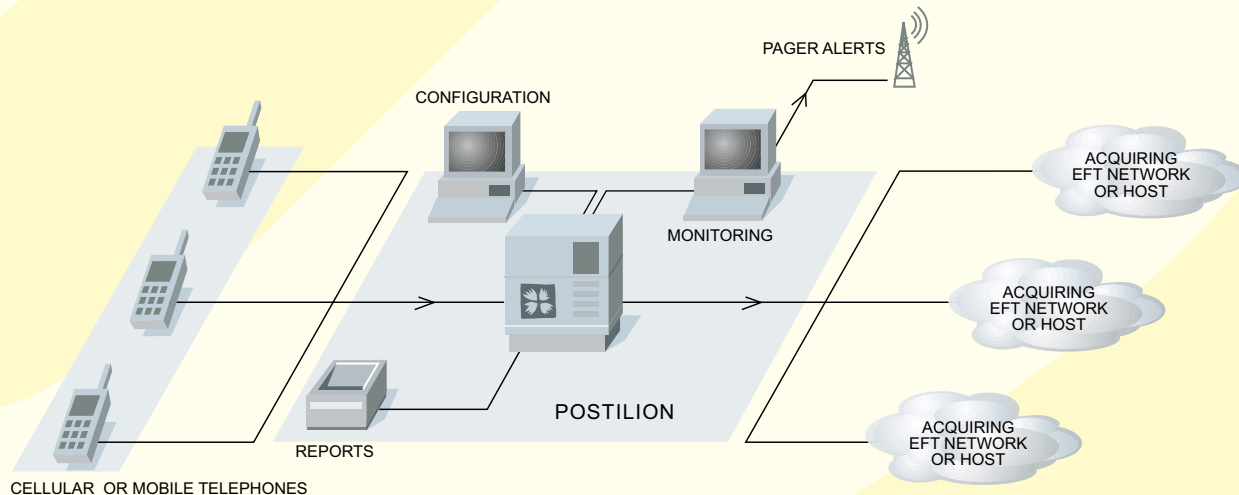 PAGER ALERTS
CONFIGURATION
ACQUIRING
EFT NETWORK
OR HOST
MONITORING
ACQUIRING
EFT NETWORK
OR HOST
POSTILION
ACQUIRING
EFT NETWORK
OR HOST
REPORTS
CELLULAR OR MOBILE TELEPHONES